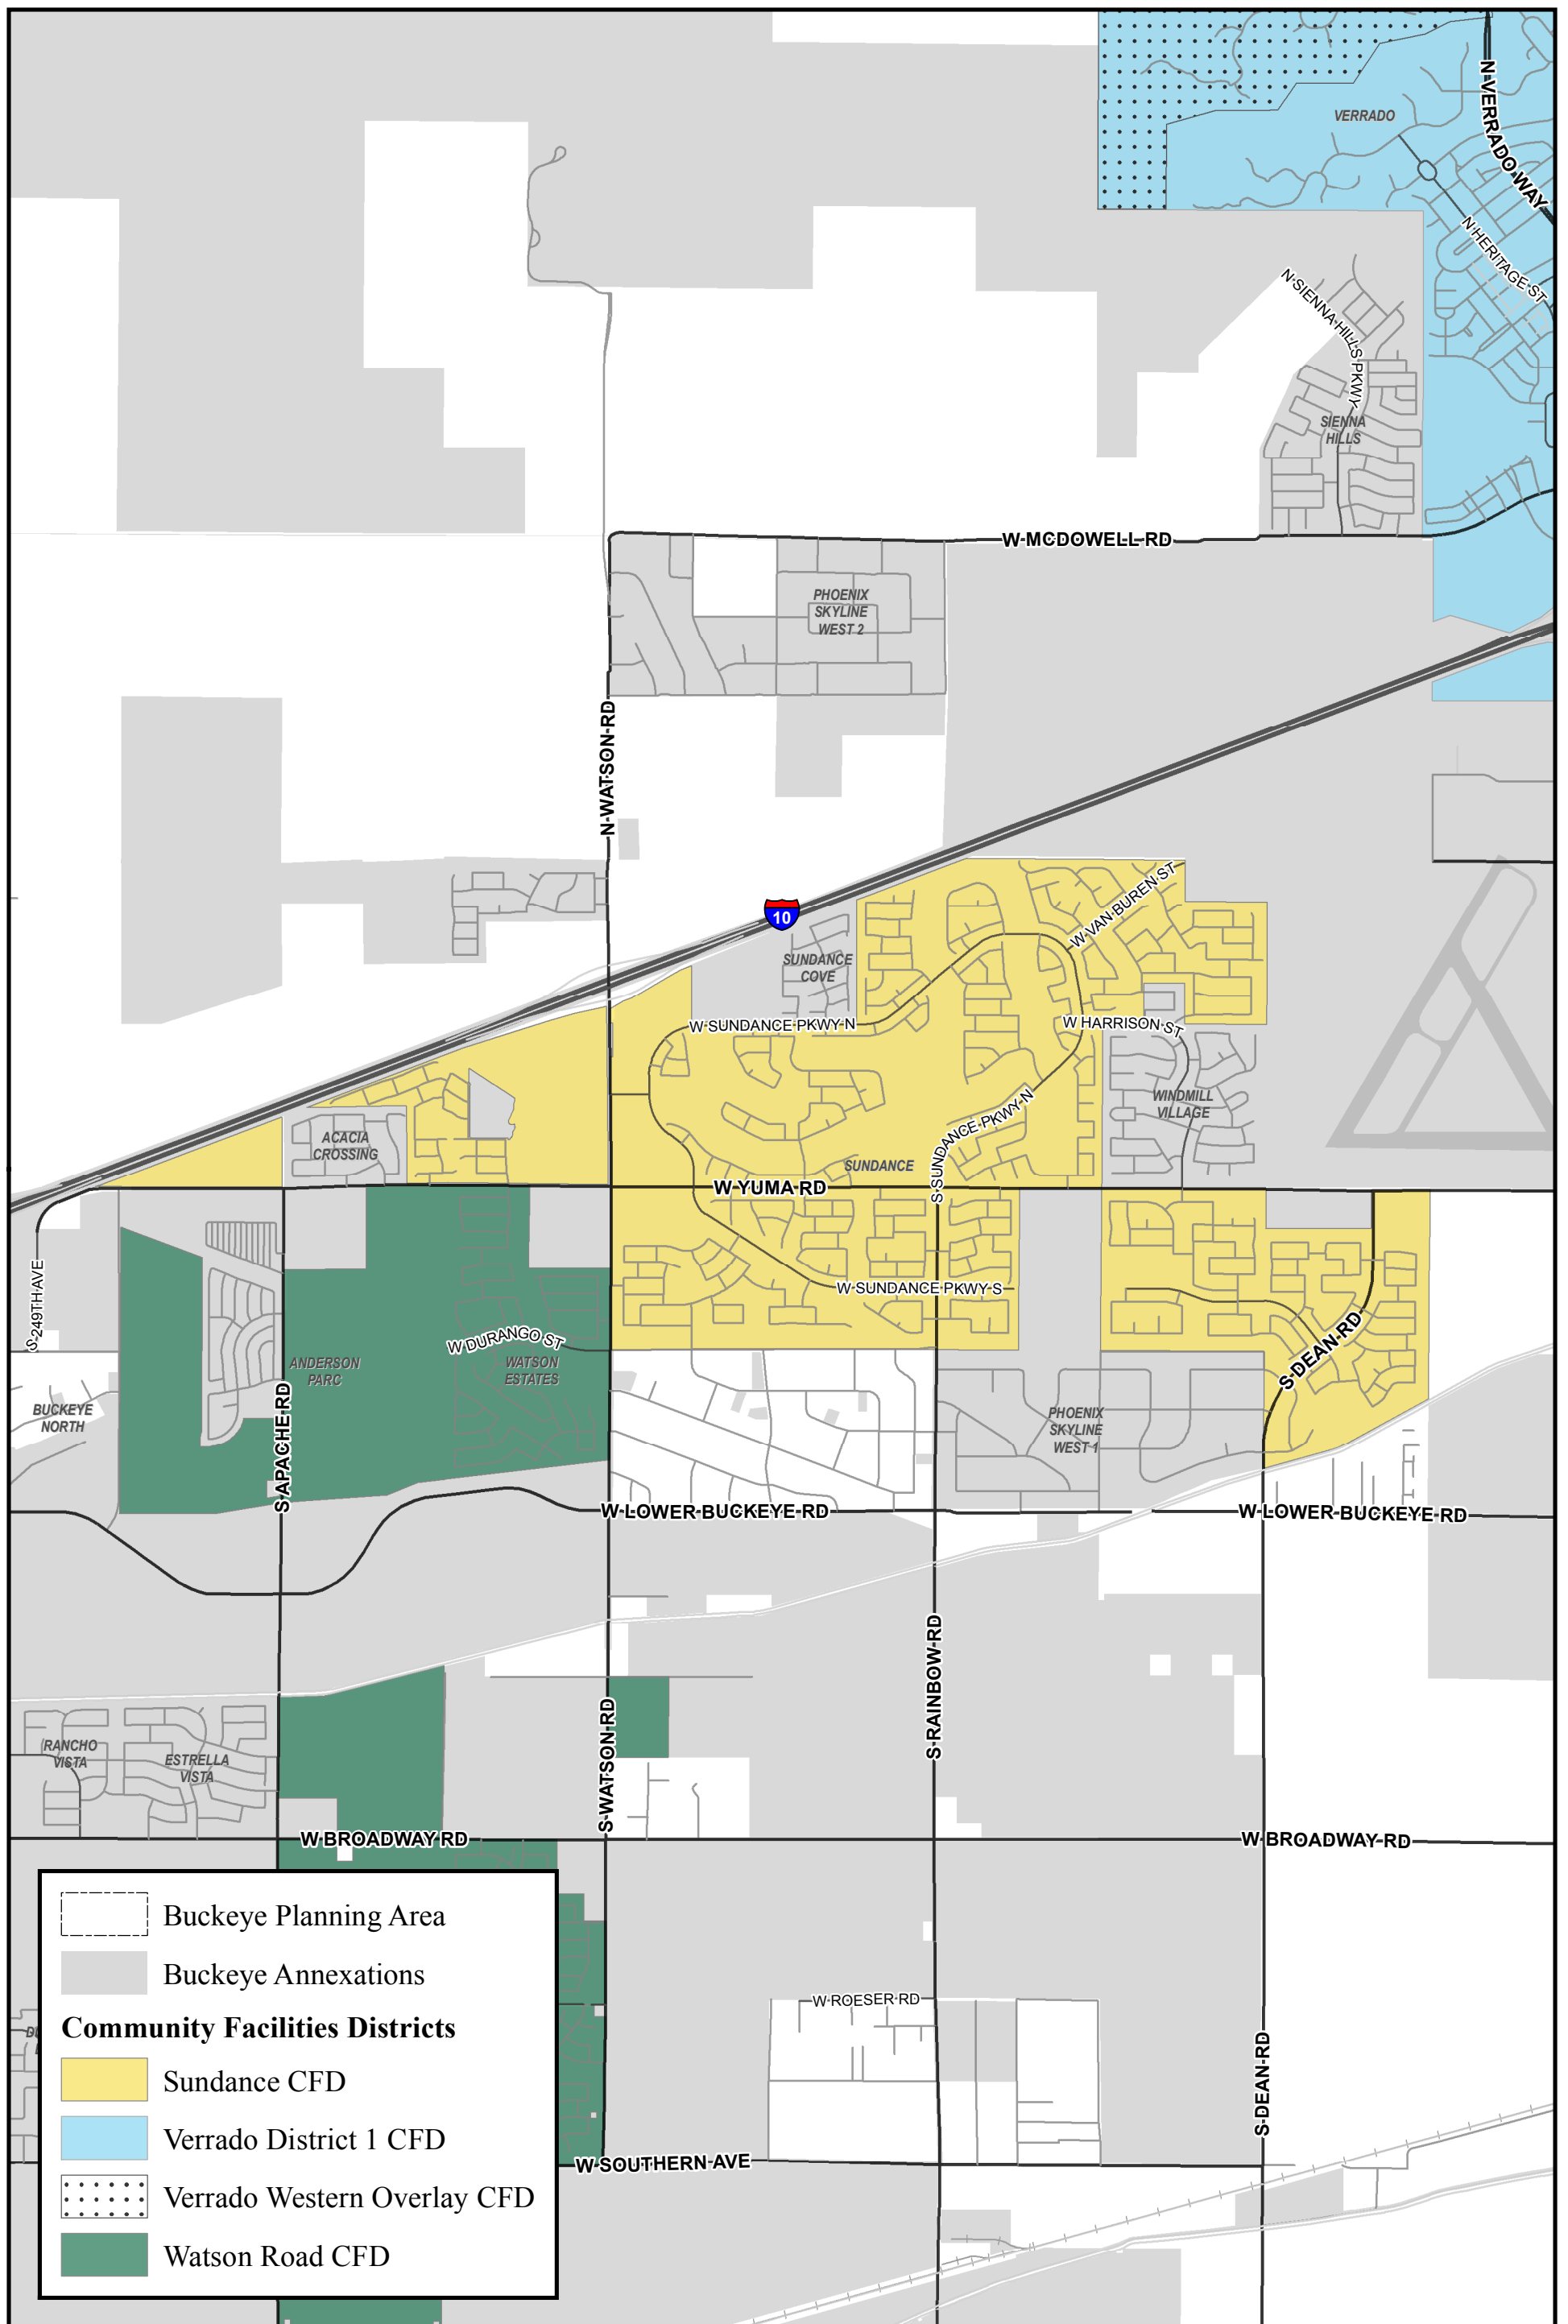 VERRADO
N VERRADO WAY
N HERITAGE ST
N SIENNA HILLS PKWY
SIENNA
HILLS
W MCDOWELL RD
PHOENIX
SKYLINE
WEST 2
N WATSON RD
10
W VAN BUREN ST
SUNDANCE
COVE
W SUNDANCE PKWY N
W HARRISON ST
WINDMILL
VILLAGE
S SUNDANCE PKWY N
ACACIA
CROSSING
SUNDANCE
W YUMA RD
S 249TH AVE
W SUNDANCE PKWY S
W DURANGO ST
S DEAN RD
ANDERSON
PARC
WATSON
ESTATES
BUCKEYE
NORTH
S APACHE RD
PHOENIX
SKYLINE
WEST 1
W LOWER BUCKEYE RD
W LOWER BUCKEYE RD
S WATSON RD
S RAINBOW RD
RANCHO
VISTA
ESTRELLA
VISTA
W BROADWAY RD
W BROADWAY RD
W ROESER RD
S DEAN RD
W SOUTHERN AVE
Buckeye Planning Area
Buckeye Annexations
Community Facilities Districts
Sundance CFD
Verrado District 1 CFD
Verrado Western Overlay CFD
Watson Road CFD